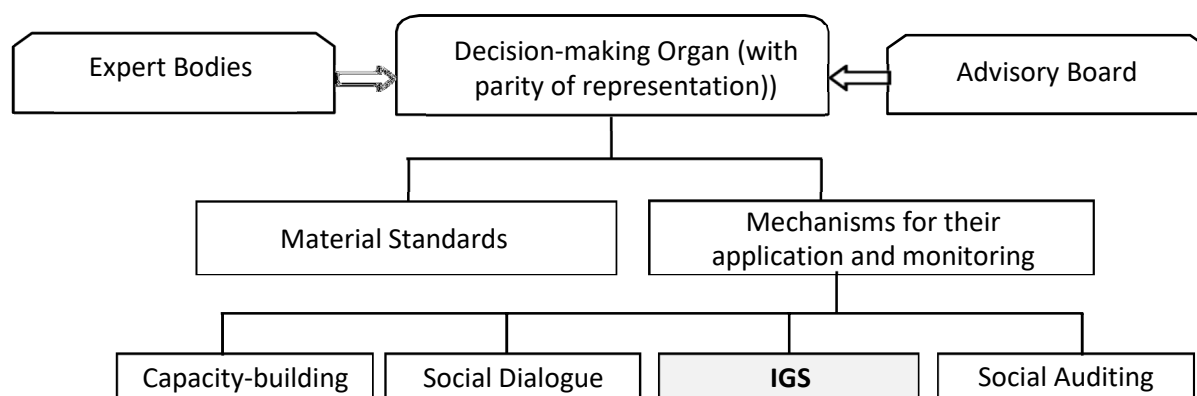 Expert Bodies
Decision-making Organ (with
parity of representation))
Advisory Board
Material Standards
Mechanisms for their
application and monitoring
Capacity-building
Social Dialogue
IGS
Social Auditing